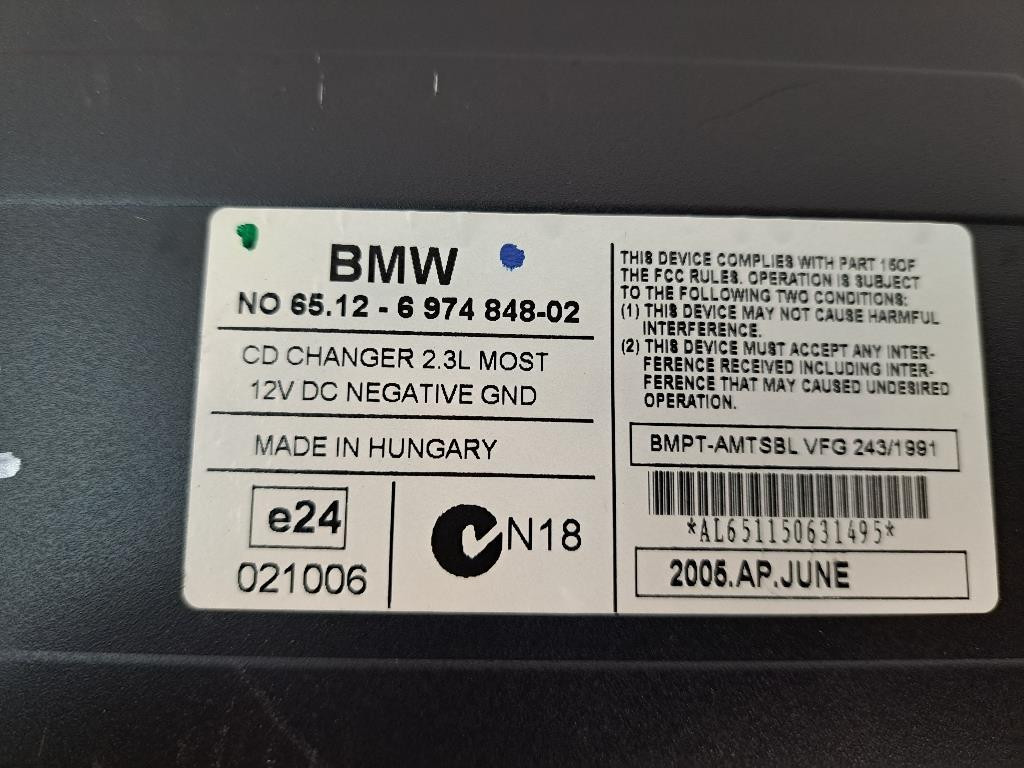 BMW
NO 65.12 - 6 974 848-02
CD CHANGER 2.3L MOST
12V DC NEGATIVE GND
MADE IN HUNGARY
e24
021006
N18
THIS DEVICE COMPLIES WITH PART 15OF
THE FCC RULES. OPERATION IS SUBJECT
TO THE FOLLOWING TWO CONDITIONS:
(1) THIS DEVICE MAY NOT CAUSE HARMFUL
INTERFERENCE.
(2) THIS DEVICE MUST ACCEPT ANY INTER-
FERENCE RECEIVED INCLUDING INTER-
FERENCE THAT MAY CAUSED UNDESIRED
OPERATION.
BMPT-AMTSBL VFG 243/1991
*AL651150631495*
2005.AP.JUNE